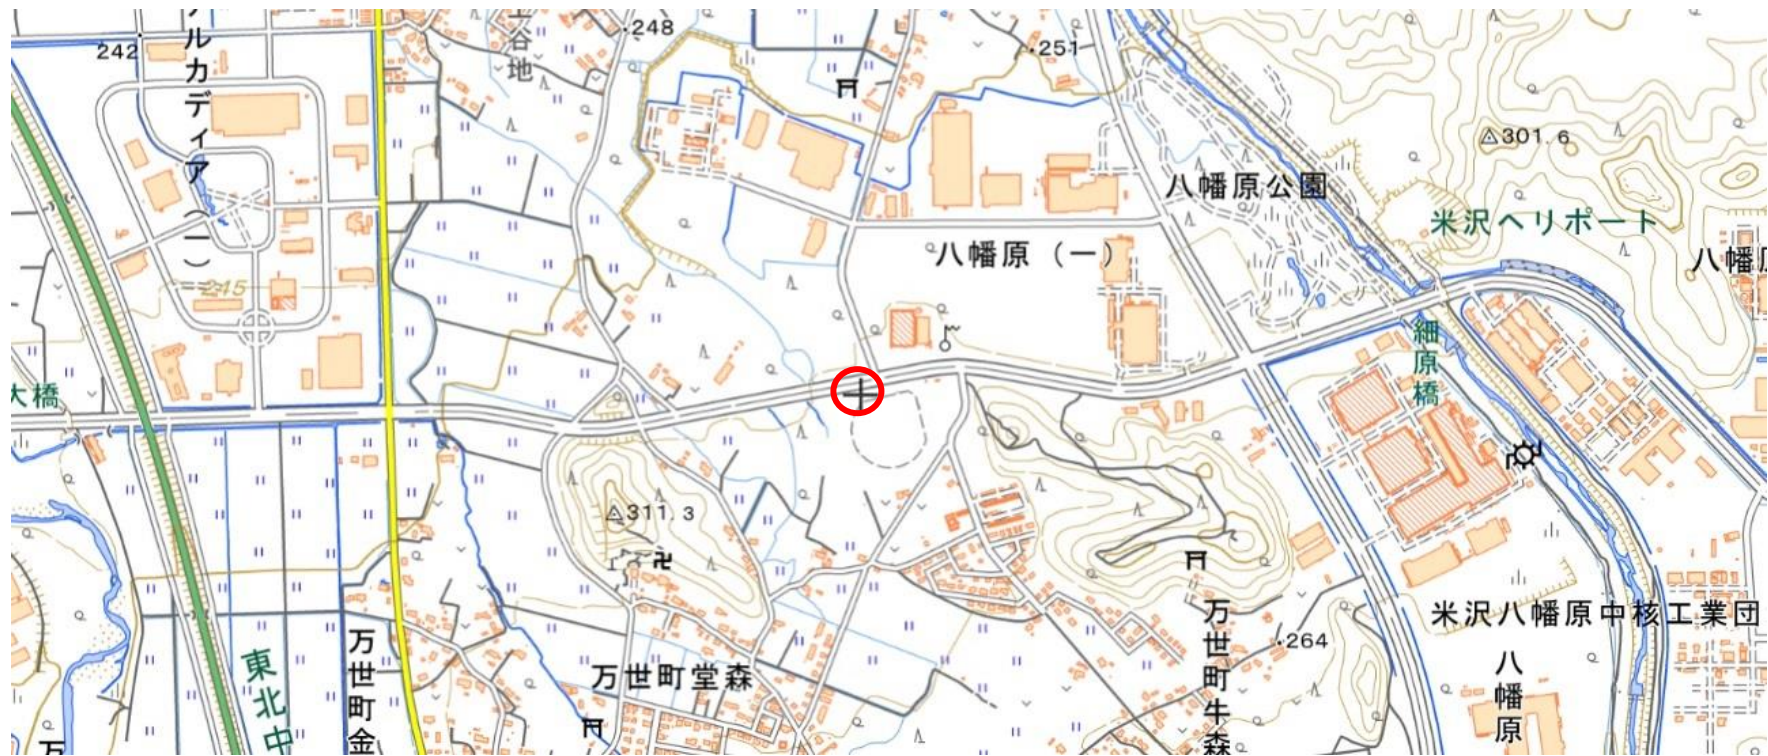 242
アルカディア(一)
谷地
248
251
301.6
八幡原公園
米沢ヘリポート
八幡原(一)
八幡原
245
大橋
細原橋
311.3
米沢八幡原中核工業団
264
万世町堂森
万世町牛森
八幡原
万世町金
東北中
万